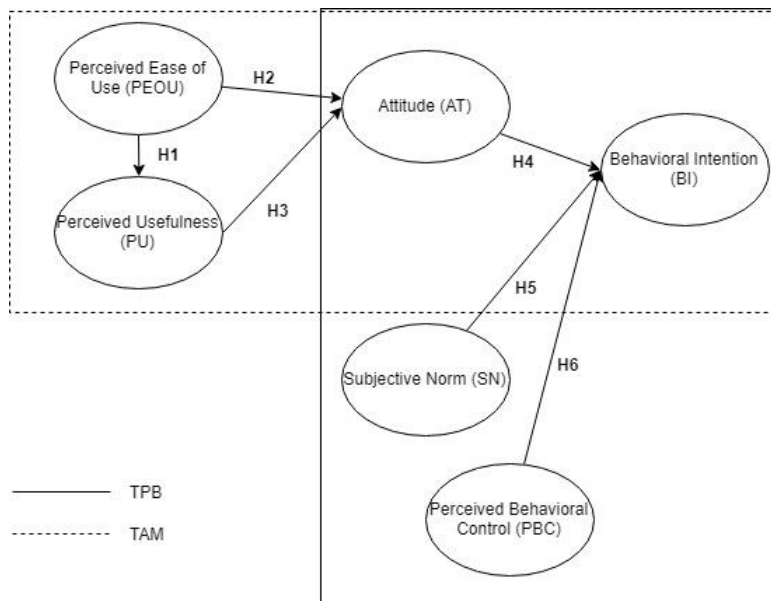 Perceived Ease of
Use (PEOU)
H2
Attitude (AT)
H1
H4
Behavioral Intention
(BI)
Perceived Usefulness
(PU)
H3
H5
Subjective Norm (SN)
H6
TPB
TAM
Perceived Behavioral
Control (PBC)